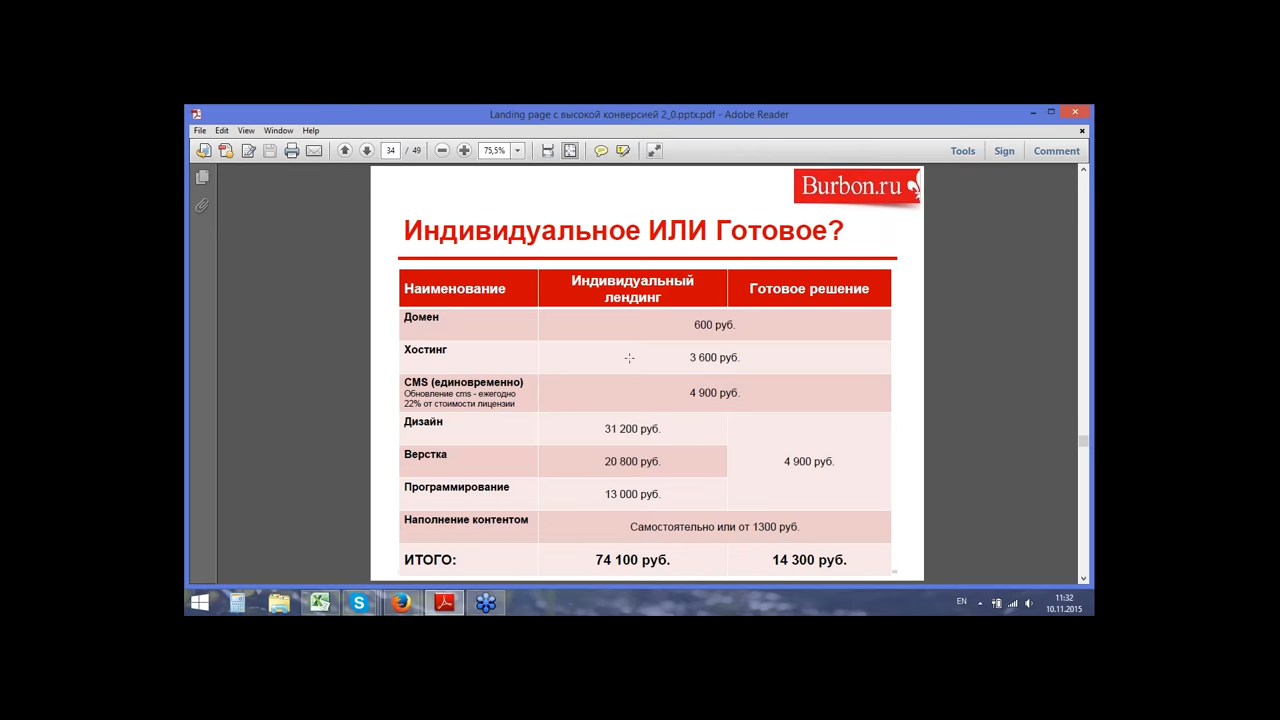 Landing page с высокой конверсией 2_0.pptx.pdf - Adobe Reader
File Edit View Window Help
34 / 49 75,5% Tools Sign Comment
Burbon.ru
Индивидуальное ИЛИ Готовое?
Наименование Индивидуальный лендинг Готовое решение
Домен 600 руб.
Хостинг 3 600 руб.
CMS (единовременно) 4 900 руб.
Обновление cms - ежегодно
22% от стоимости лицензии
Дизайн 31 200 руб.
Верстка 20 800 руб. 4 900 руб.
Программирование 13 000 руб.
Наполнение контентом Самостоятельно или от 1300 руб.
ИТОГО: 74 100 руб. 14 300 руб.
EN 11:32
10.11.2015